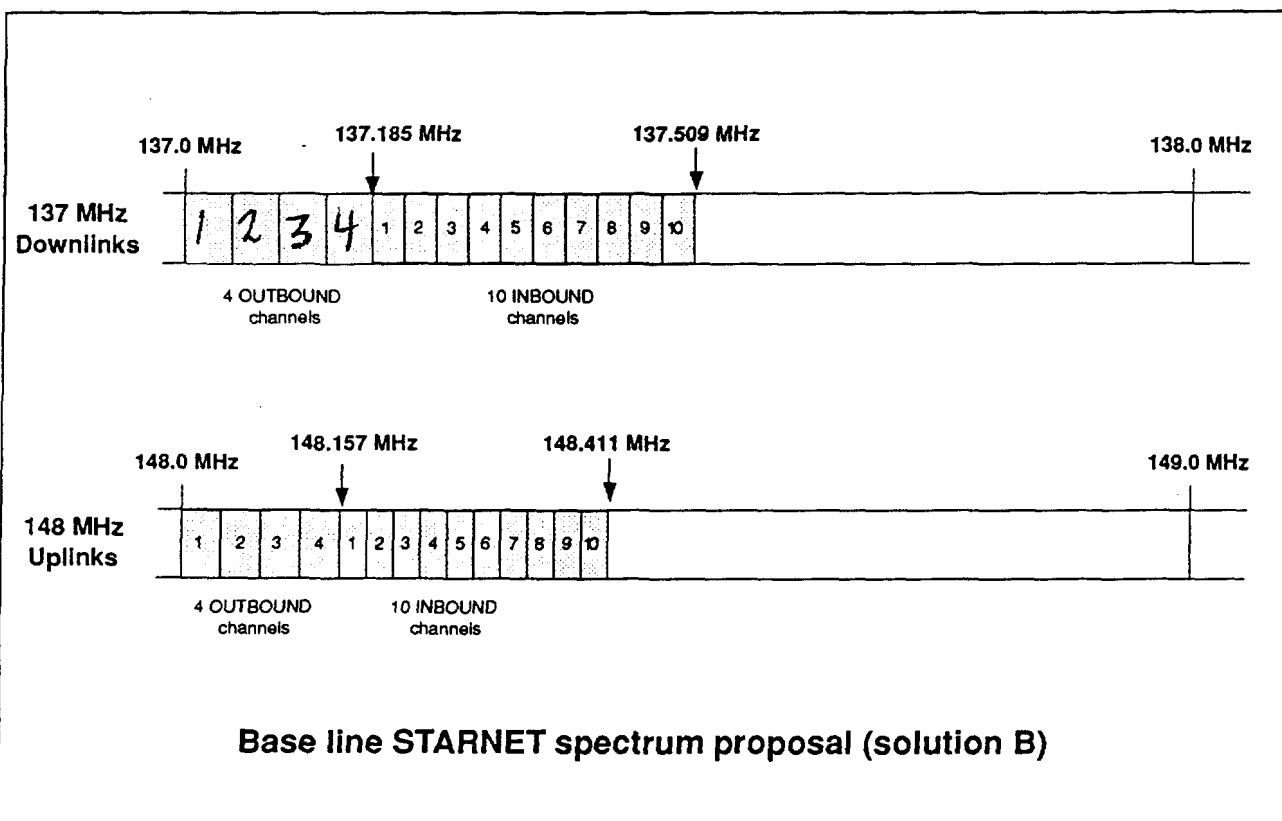 137.0 MHz
137.185 MHz
137.509 MHz
138.0 MHz
137 MHz
Downlinks
1 2 3 4 1 2 3 4 5 6 7 8 9 10
4 OUTBOUND
channels
10 INBOUND
channels
148.0 MHz
148.157 MHz
148.411 MHz
149.0 MHz
148 MHz
Uplinks
1 2 3 4 1 2 3 4 5 6 7 8 9 10
4 OUTBOUND
channels
10 INBOUND
channels
Base line STARNET spectrum proposal (solution B)